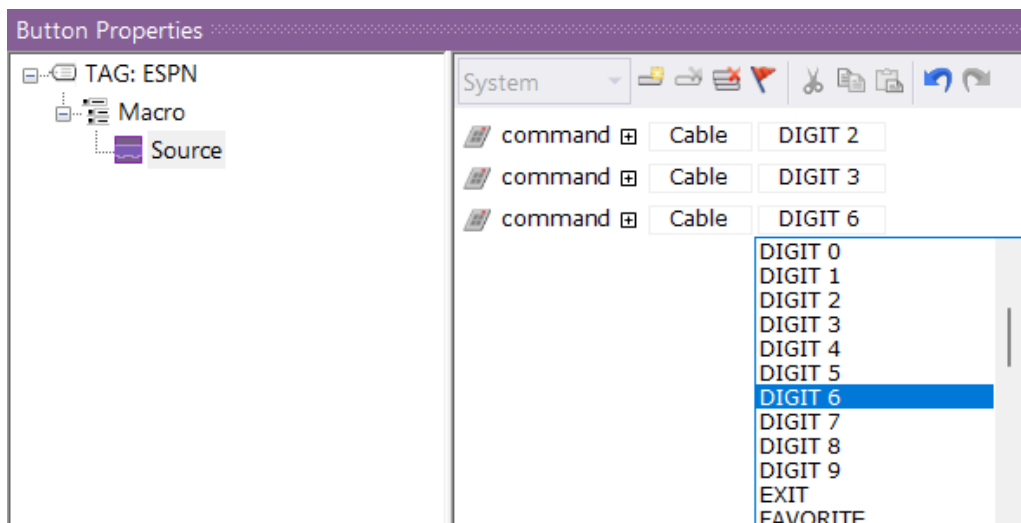 Button Properties
TAG: ESPN
Macro
Source
System
command Cable DIGIT 2
command Cable DIGIT 3
command Cable DIGIT 6
DIGIT 0
DIGIT 1
DIGIT 2
DIGIT 3
DIGIT 4
DIGIT 5
DIGIT 6
DIGIT 7
DIGIT 8
DIGIT 9
EXIT
FAVORITE